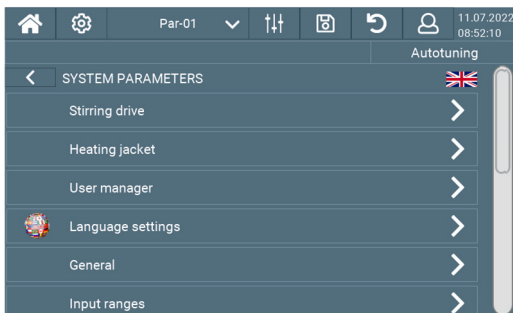 Par-01
11.07.2022
08:52:10
Autotuning
SYSTEM PARAMETERS
Stirring drive
Heating jacket
User manager
Language settings
General
Input ranges